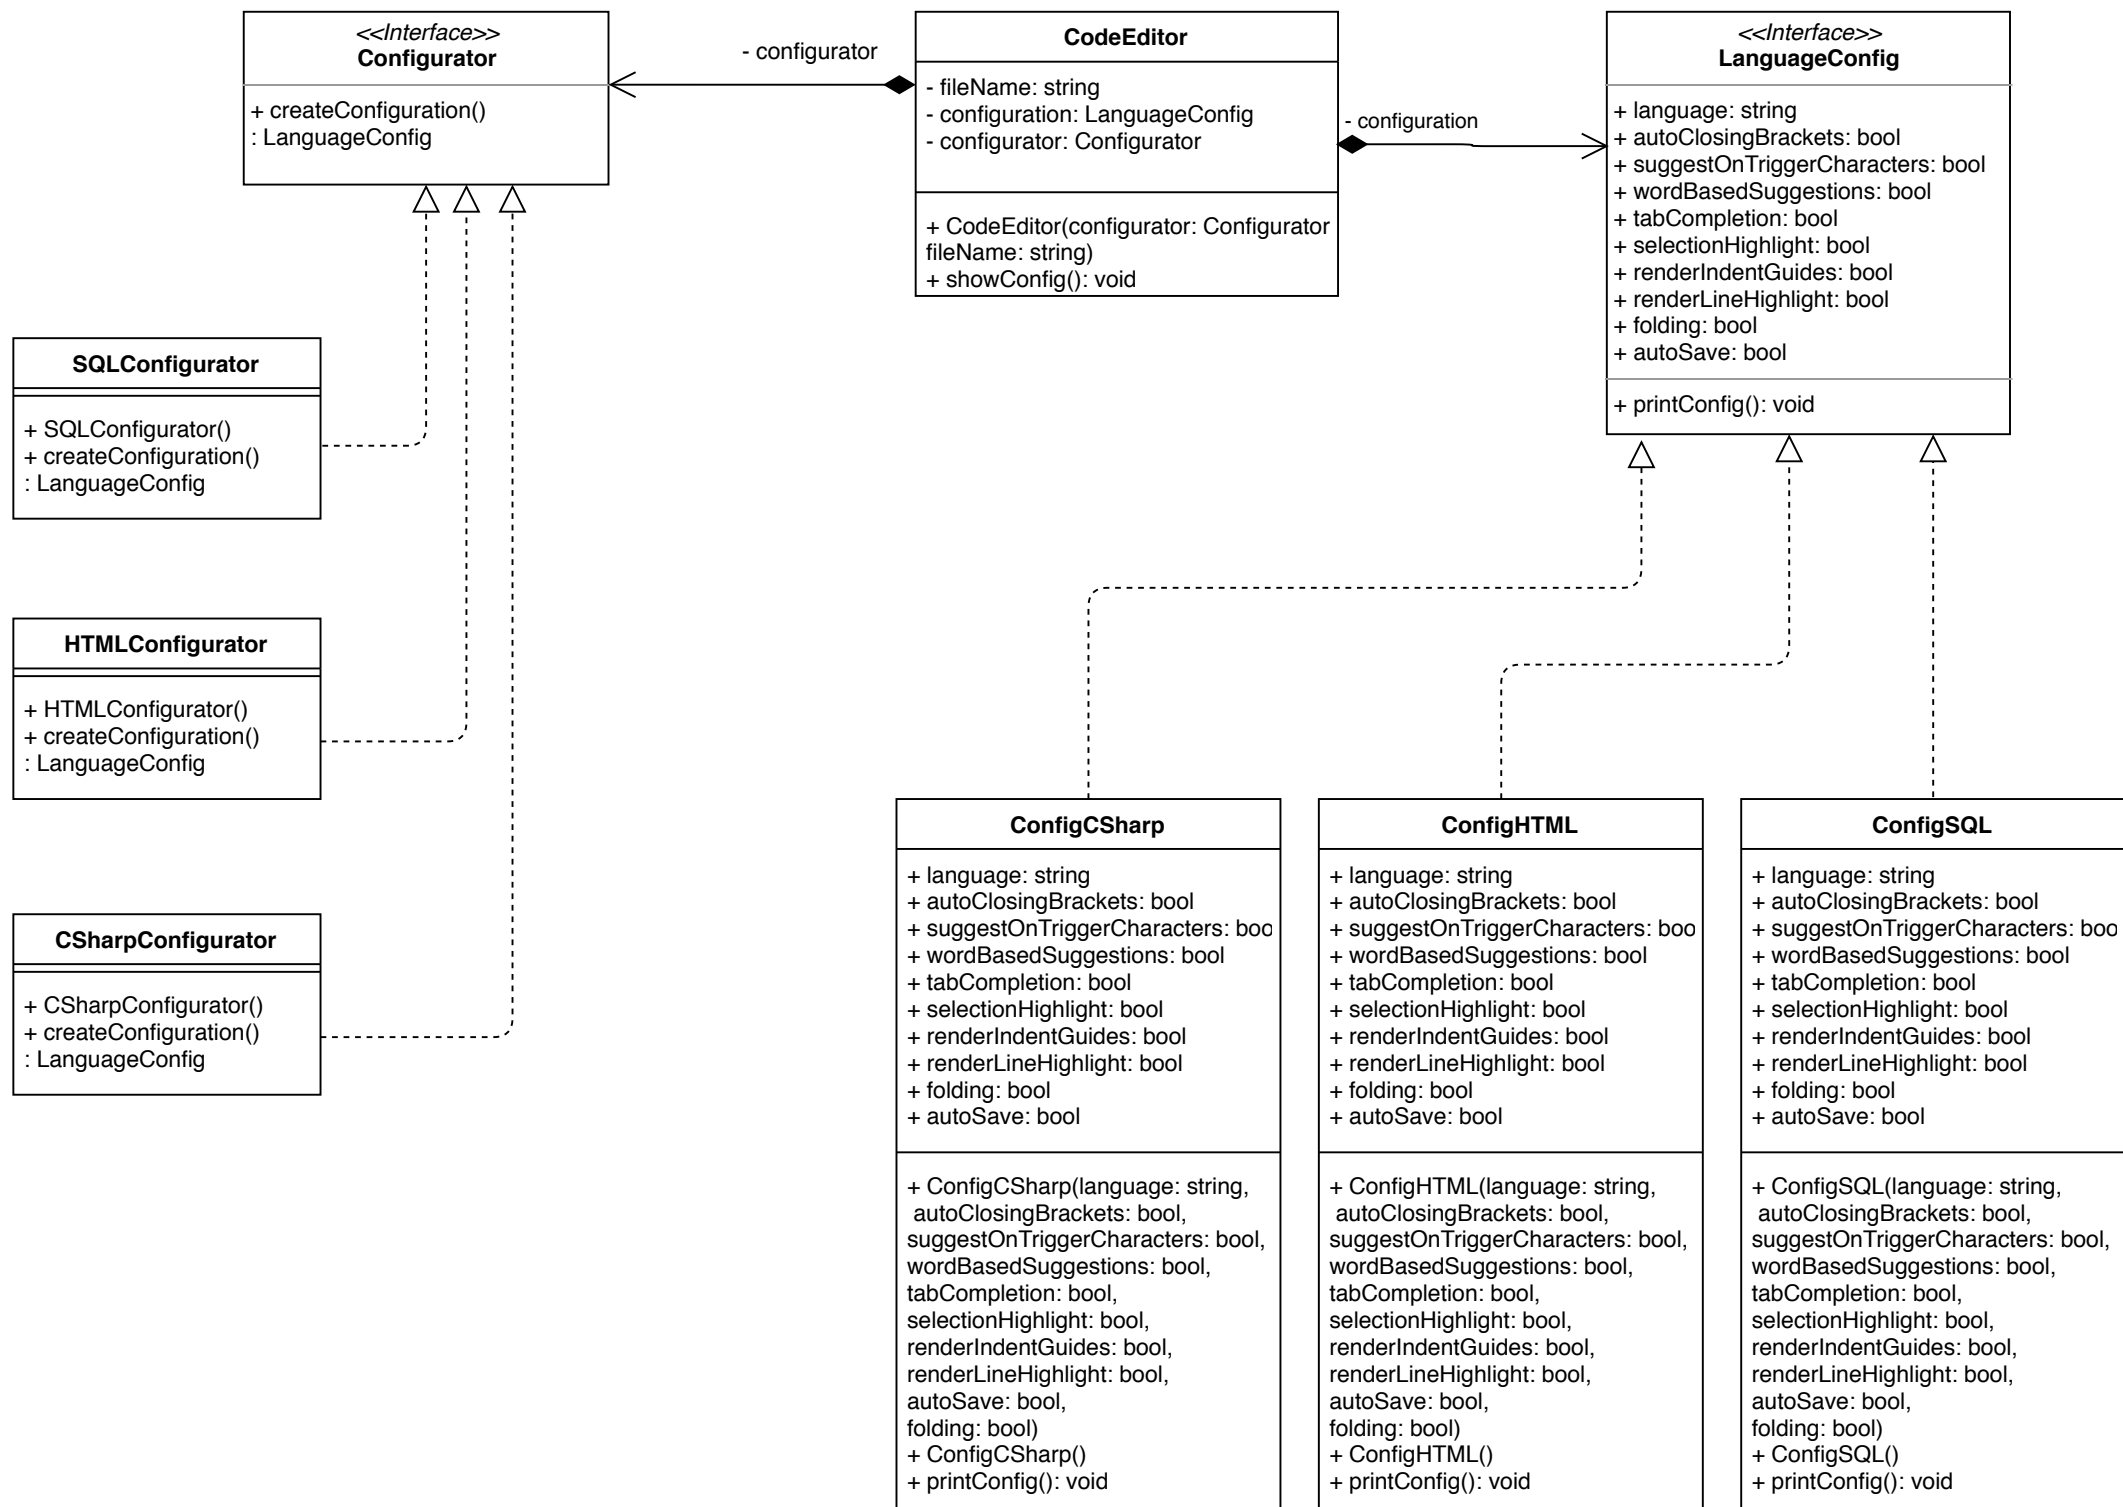 <<Interface>>
Configurator
+ createConfiguration()
: LanguageConfig
- configurator
CodeEditor
- fileName: string
- configuration: LanguageConfig
- configurator: Configurator
+ CodeEditor(configurator: Configurator
fileName: string)
+ showConfig(): void
- configuration
<<Interface>>
LanguageConfig
+ language: string
+ autoClosingBrackets: bool
+ suggestOnTriggerCharacters: bool
+ wordBasedSuggestions: bool
+ tabCompletion: bool
+ selectionHighlight: bool
+ renderIndentGuides: bool
+ renderLineHighlight: bool
+ folding: bool
+ autoSave: bool
+ printConfig(): void
SQLConfigurator
+ SQLConfigurator()
+ createConfiguration()
: LanguageConfig
HTMLConfigurator
+ HTMLConfigurator()
+ createConfiguration()
: LanguageConfig
CSharpConfigurator
+ CSharpConfigurator()
+ createConfiguration()
: LanguageConfig
ConfigCSharp
+ language: string
+ autoClosingBrackets: bool
+ suggestOnTriggerCharacters: boo
+ wordBasedSuggestions: bool
+ tabCompletion: bool
+ selectionHighlight: bool
+ renderIndentGuides: bool
+ renderLineHighlight: bool
+ folding: bool
+ autoSave: bool
+ ConfigCSharp(language: string,
autoClosingBrackets: bool,
suggestOnTriggerCharacters: bool,
wordBasedSuggestions: bool,
tabCompletion: bool,
selectionHighlight: bool,
renderIndentGuides: bool,
renderLineHighlight: bool,
autoSave: bool,
folding: bool)
+ ConfigCSharp()
+ printConfig(): void
ConfigHTML
+ language: string
+ autoClosingBrackets: bool
+ suggestOnTriggerCharacters: boo
+ wordBasedSuggestions: bool
+ tabCompletion: bool
+ selectionHighlight: bool
+ renderIndentGuides: bool
+ renderLineHighlight: bool
+ folding: bool
+ autoSave: bool
+ ConfigHTML(language: string,
autoClosingBrackets: bool,
suggestOnTriggerCharacters: bool,
wordBasedSuggestions: bool,
tabCompletion: bool,
selectionHighlight: bool,
renderIndentGuides: bool,
renderLineHighlight: bool,
autoSave: bool,
folding: bool)
+ ConfigHTML()
+ printConfig(): void
ConfigSQL
+ language: string
+ autoClosingBrackets: bool
+ suggestOnTriggerCharacters: boo
+ wordBasedSuggestions: bool
+ tabCompletion: bool
+ selectionHighlight: bool
+ renderIndentGuides: bool
+ renderLineHighlight: bool
+ folding: bool
+ autoSave: bool
+ ConfigSQL(language: string,
autoClosingBrackets: bool,
suggestOnTriggerCharacters: bool,
wordBasedSuggestions: bool,
tabCompletion: bool,
selectionHighlight: bool,
renderIndentGuides: bool,
renderLineHighlight: bool,
autoSave: bool,
folding: bool)
+ ConfigSQL()
+ printConfig(): void